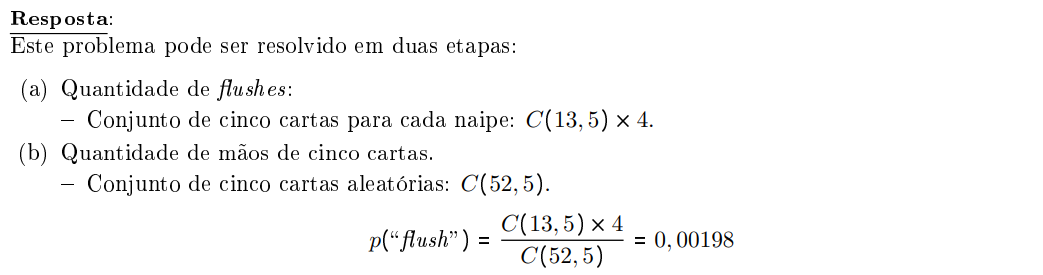 Resposta:
Este problema pode ser resolvido em duas etapas:
(a) Quantidade de flushes:
– Conjunto de cinco cartas para cada naipe: C(13, 5) × 4.
(b) Quantidade de mãos de cinco cartas.
– Conjunto de cinco cartas aleatórias: C(52, 5).
p(“flush”) = C(13, 5) × 4 / C(52, 5) = 0, 00198